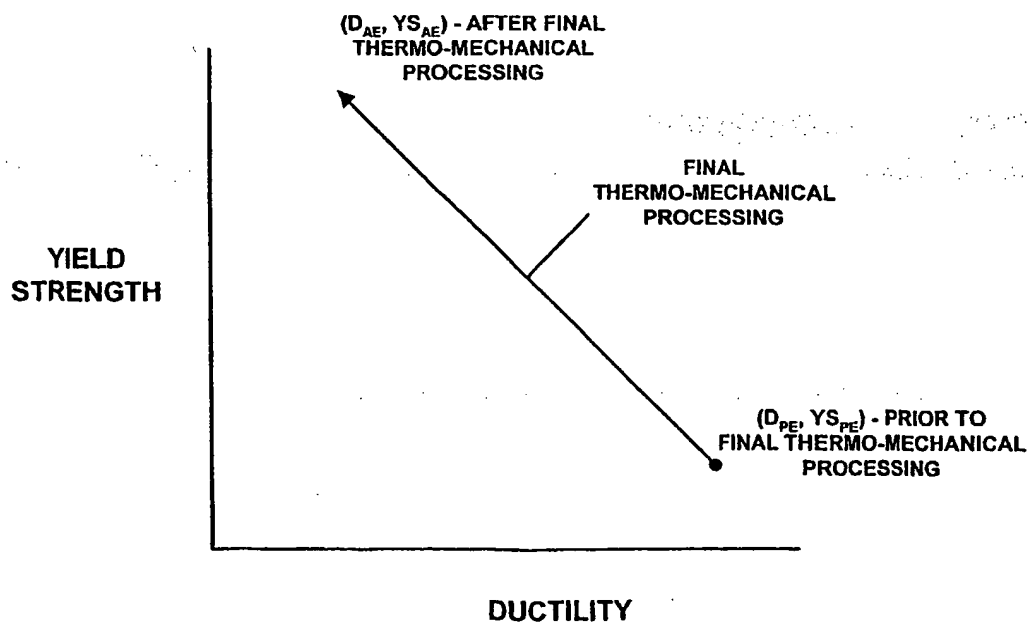 (D_AE, YS_AE) - AFTER FINAL
THERMO-MECHANICAL
PROCESSING
FINAL
THERMO-MECHANICAL
PROCESSING
YIELD
STRENGTH
(D_PE, YS_PE) - PRIOR TO
FINAL THERMO-MECHANICAL
PROCESSING
DUCTILITY